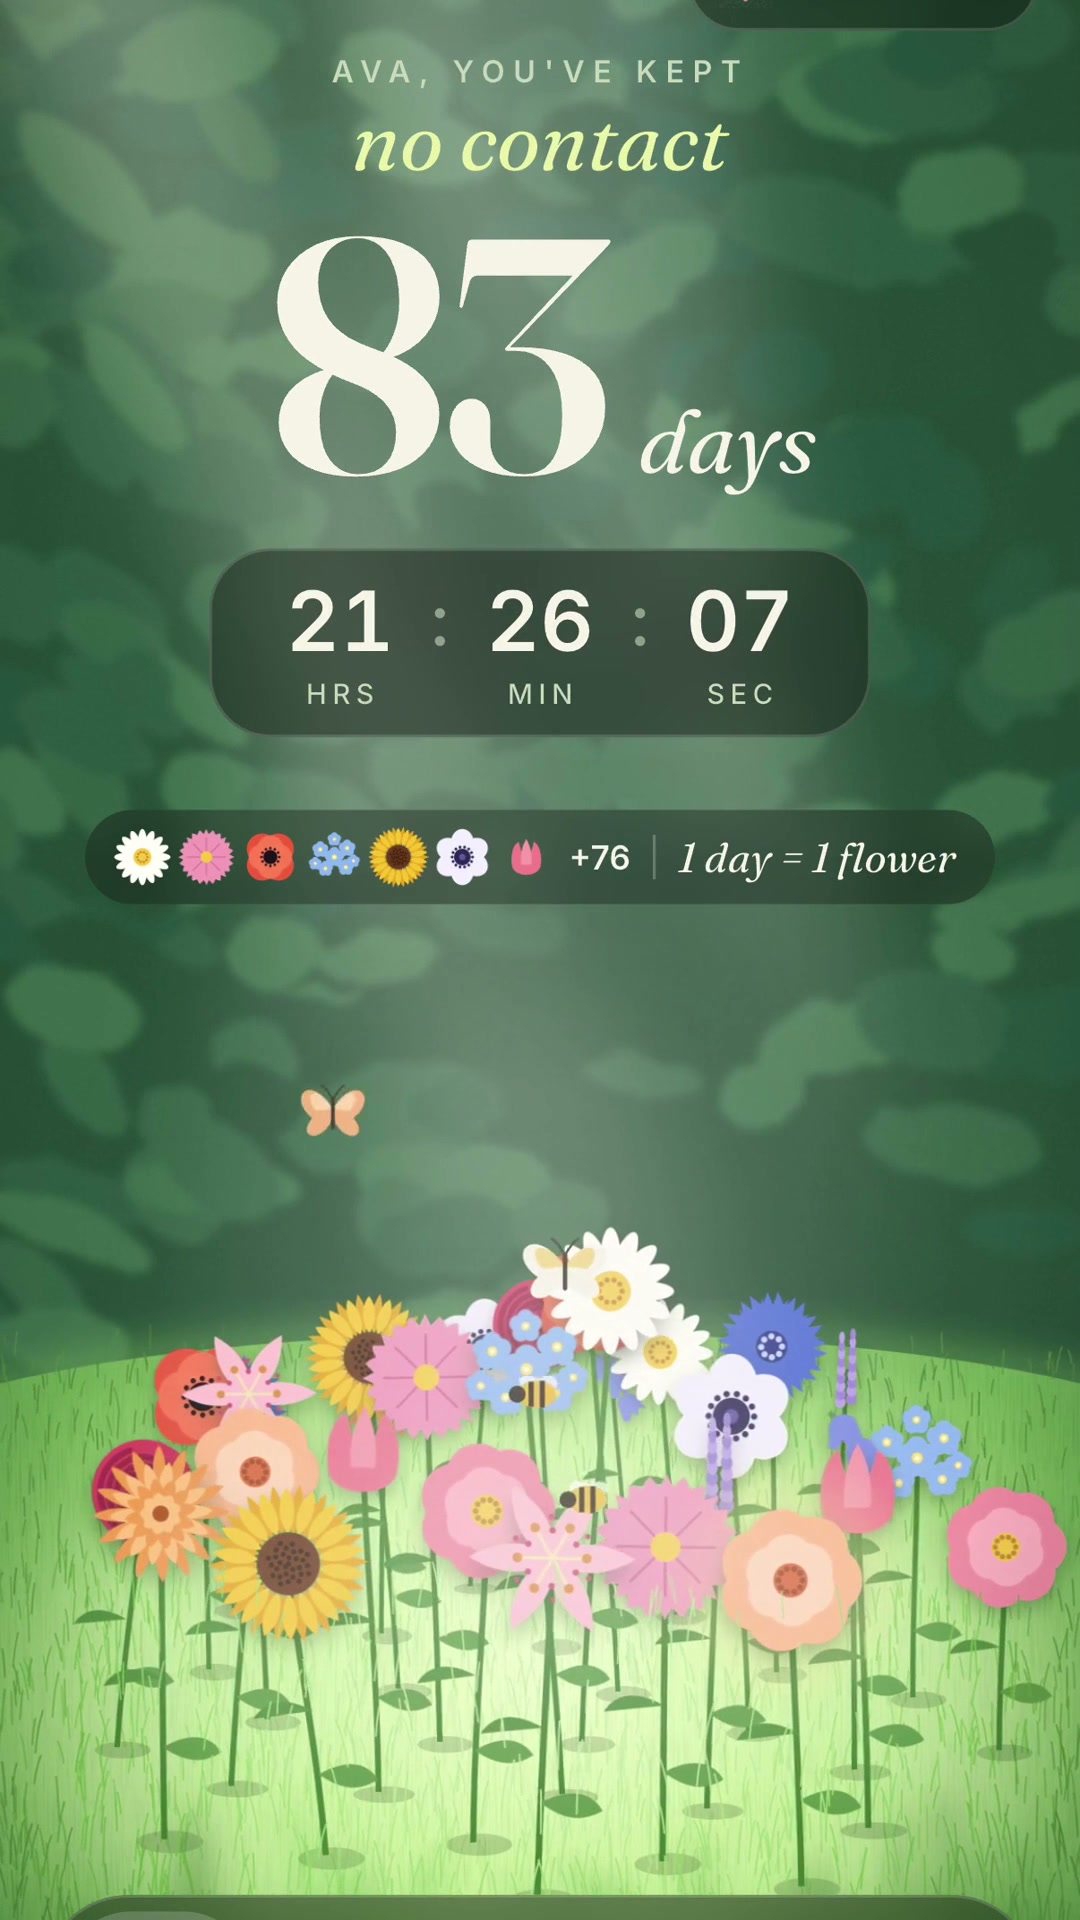 AVA, YOU'VE KEPT
no contact
83 days
21 : 26 : 07
HRS MIN SEC
+76 | 1 day = 1 flower